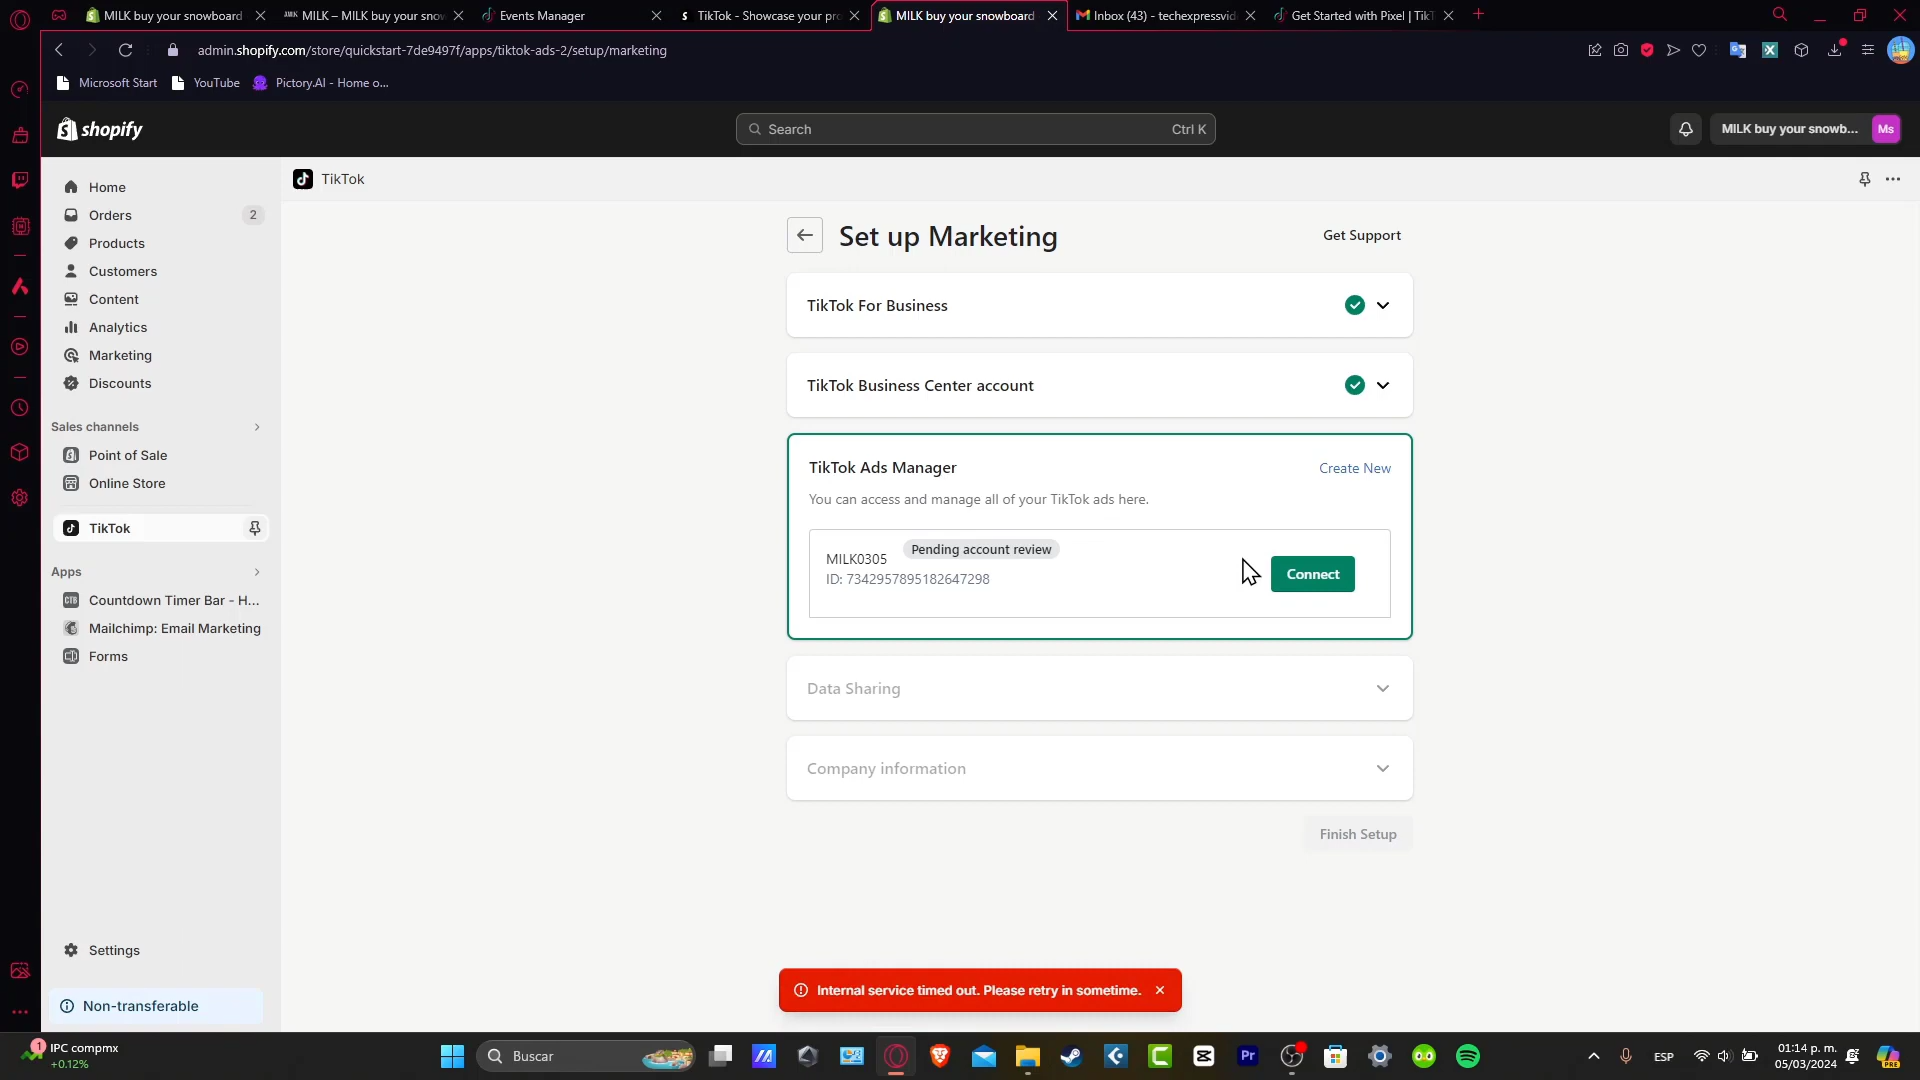 MILK buy your snowboard
MILK – MILK buy your snow
Events Manager
TikTok - Showcase your pro
MILK buy your snowboard
Inbox (43) - techexpressvid
Get Started with Pixel | TikT
admin.shopify.com/store/quickstart-7de9497f/apps/tiktok-ads-2/setup/marketing
Microsoft Start
YouTube
Pictory.AI - Home o...
shopify
Search
Ctrl K
MILK buy your snowb...
Ms
Home
Orders
2
Products
Customers
Content
Analytics
Marketing
Discounts
Sales channels
Point of Sale
Online Store
TikTok
Apps
Countdown Timer Bar - H...
Mailchimp: Email Marketing
Forms
Settings
Non-transferable
TikTok
Set up Marketing
Get Support
TikTok For Business
TikTok Business Center account
TikTok Ads Manager
Create New
You can access and manage all of your TikTok ads here.
MILK0305
Pending account review
ID: 7342957895182647298
Connect
Data Sharing
Company information
Finish Setup
Internal service timed out. Please retry in sometime.
1
IPC compmx
+0.12%
Buscar
Pr
ESP
01:14 p. m.
05/03/2024
PRE